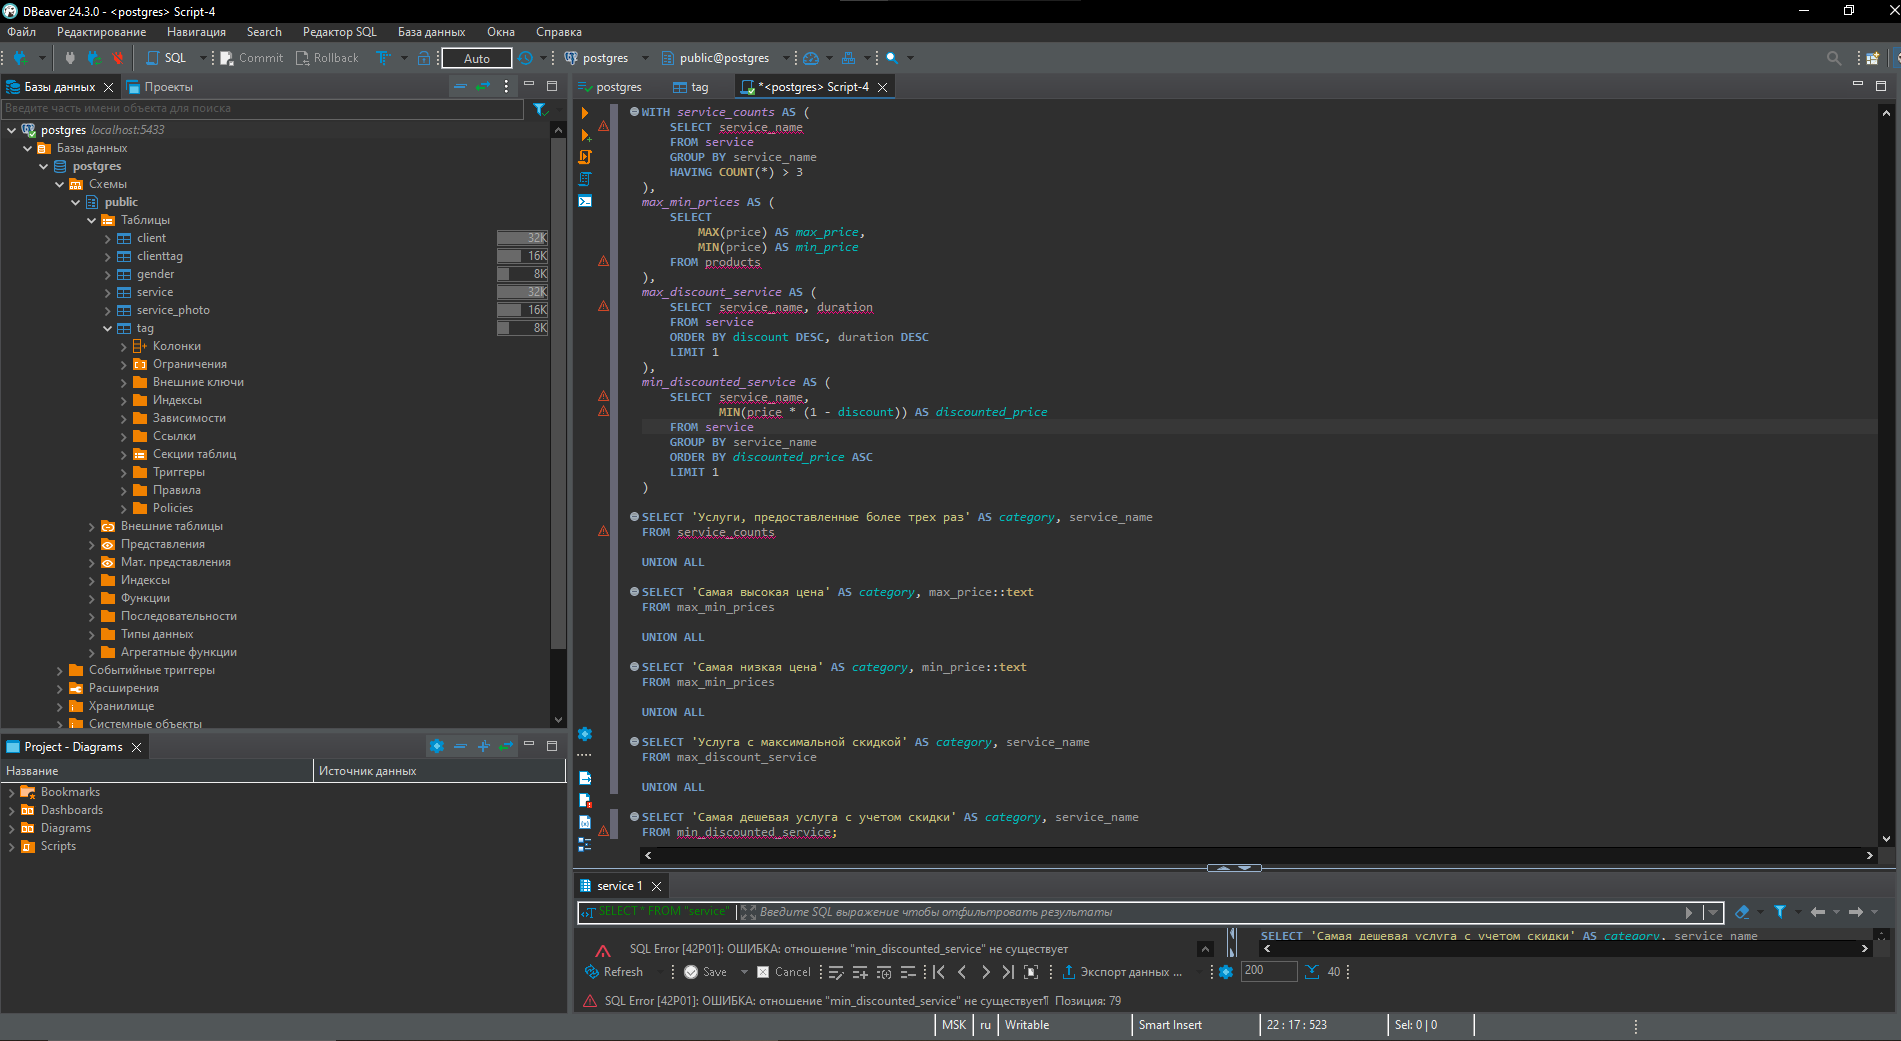 DBeaver 24.3.0 - <postgres> Script-4
Файл Редактирование Навигация Search Редактор SQL База данных Окна Справка
SQL Commit Rollback Auto postgres public@postgres
Базы данных Проекты
Введите часть имени объекта для поиска
postgres localhost:5433
Базы данных
postgres
Схемы
public
Таблицы
client 32K
clienttag 16K
gender 8K
service 32K
service_photo 16K
tag 8K
Колонки
Ограничения
Внешние ключи
Индексы
Зависимости
Ссылки
Секции таблиц
Триггеры
Правила
Policies
Внешние таблицы
Представления
Мат. представления
Индексы
Функции
Последовательности
Типы данных
Агрегатные функции
Событийные триггеры
Расширения
Хранилище
Системные объекты
Project - Diagrams
Название Источник данных
Bookmarks
Dashboards
Diagrams
Scripts
postgres tag *<postgres> Script-4
WITH service_counts AS (
SELECT service_name
FROM service
GROUP BY service_name
HAVING COUNT(*) > 3
),
max_min_prices AS (
SELECT
MAX(price) AS max_price,
MIN(price) AS min_price
FROM products
),
max_discount_service AS (
SELECT service_name, duration
FROM service
ORDER BY discount DESC, duration DESC
LIMIT 1
),
min_discounted_service AS (
SELECT service_name,
MIN(price * (1 - discount)) AS discounted_price
FROM service
GROUP BY service_name
ORDER BY discounted_price ASC
LIMIT 1
)
SELECT 'Услуги, предоставленные более трех раз' AS category, service_name
FROM service_counts
UNION ALL
SELECT 'Самая высокая цена' AS category, max_price::text
FROM max_min_prices
UNION ALL
SELECT 'Самая низкая цена' AS category, min_price::text
FROM max_min_prices
UNION ALL
SELECT 'Услуга с максимальной скидкой' AS category, service_name
FROM max_discount_service
UNION ALL
SELECT 'Самая дешевая услуга с учетом скидки' AS category, service_name
FROM min_discounted_service;
service 1
SELECT * FROM "service" Введите SQL выражение чтобы отфильтровать результаты
SQL Error [42P01]: ОШИБКА: отношение "min_discounted_service" не существует
SELECT 'Самая дешевая услуга с учетом скидки' AS category, service_name
Refresh Save Cancel Экспорт данных ... 200 40
SQL Error [42P01]: ОШИБКА: отношение "min_discounted_service" не существует¶ Позиция: 79
MSK ru Writable Smart Insert 22 : 17 : 523 Sel: 0 | 0